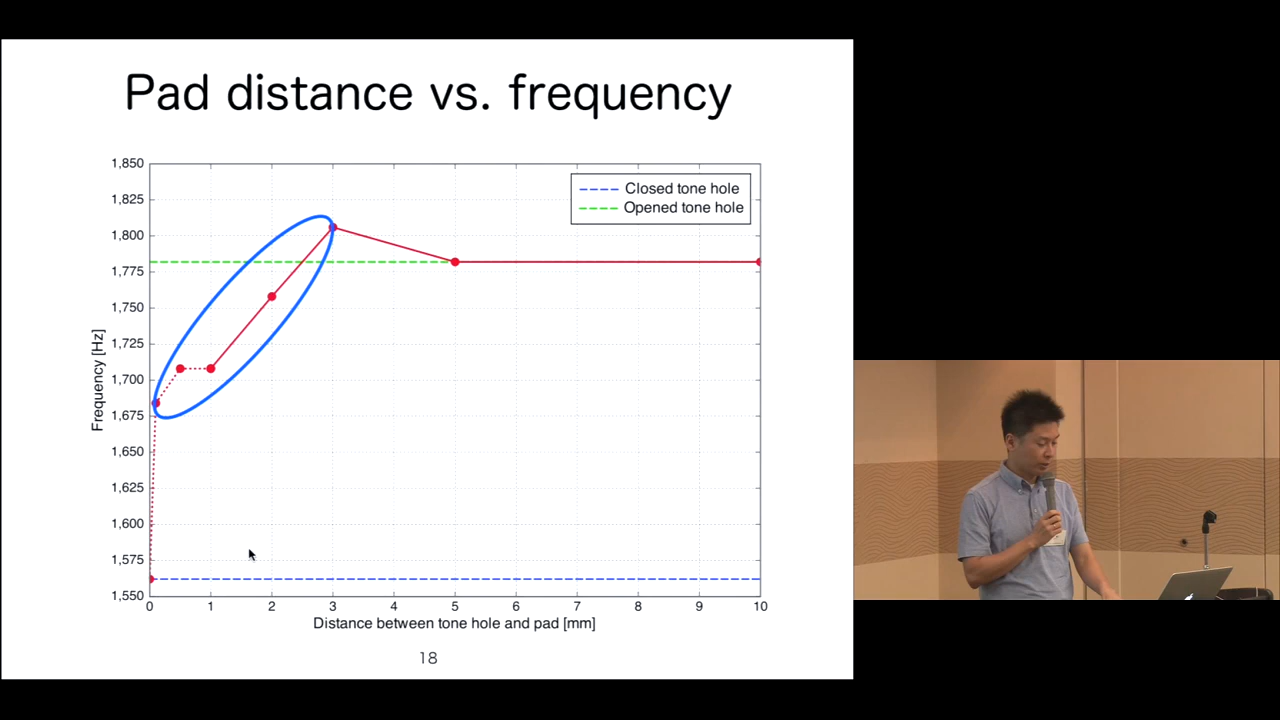 Pad distance vs. frequency
1,850
1,825
1,800
1,775
1,750
1,725
1,700
1,675
1,650
1,625
1,600
1,575
1,550
Frequency [Hz]
Closed tone hole
Opened tone hole
0 1 2 3 4 5 6 7 8 9 10
Distance between tone hole and pad [mm]
18